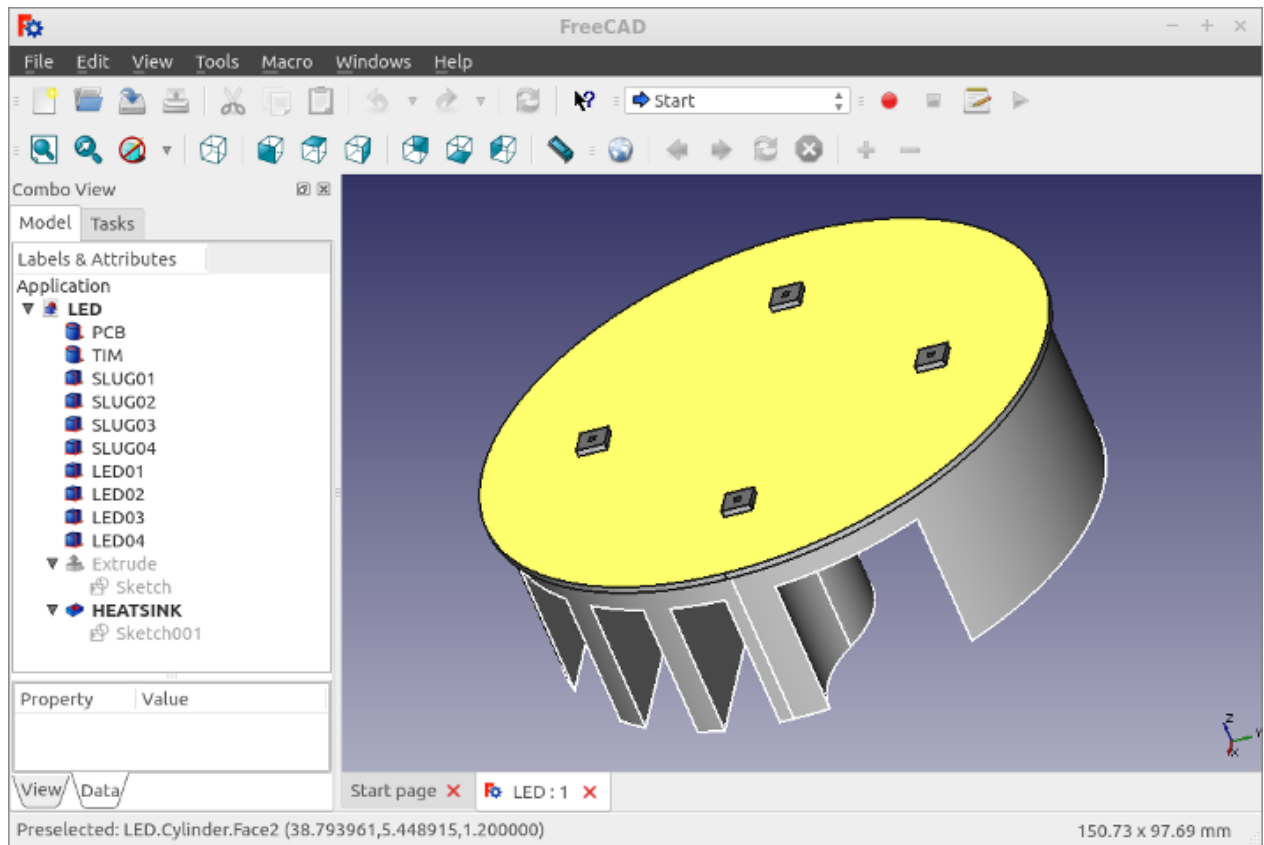 FreeCAD
File Edit View Tools Macro Windows Help
Start
Combo View
Model Tasks
Labels & Attributes
Application
LED
PCB
TIM
SLUG01
SLUG02
SLUG03
SLUG04
LED01
LED02
LED03
LED04
Extrude
Sketch
HEATSINK
Sketch001
Property Value
View Data
Start page LED : 1
Z
Y
X
Preselected: LED.Cylinder.Face2 (38.793961,5.448915,1.200000) 150.73 x 97.69 mm